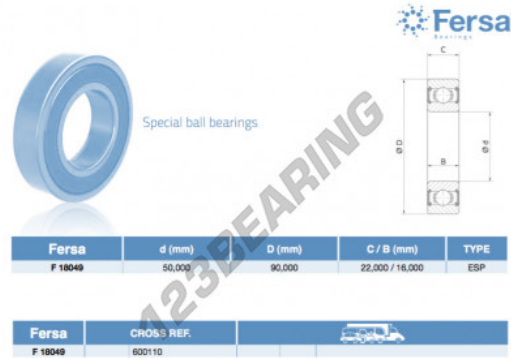 Fersa
Bearings
C
Special ball bearings
Ø D
B
Ø d
123BEARING
Fersa d (mm) D (mm) C / B (mm) TYPE
F 18049 50,000 90,000 22,000 / 16,000 ESP
Fersa CROSS REF.
F 18049 600110